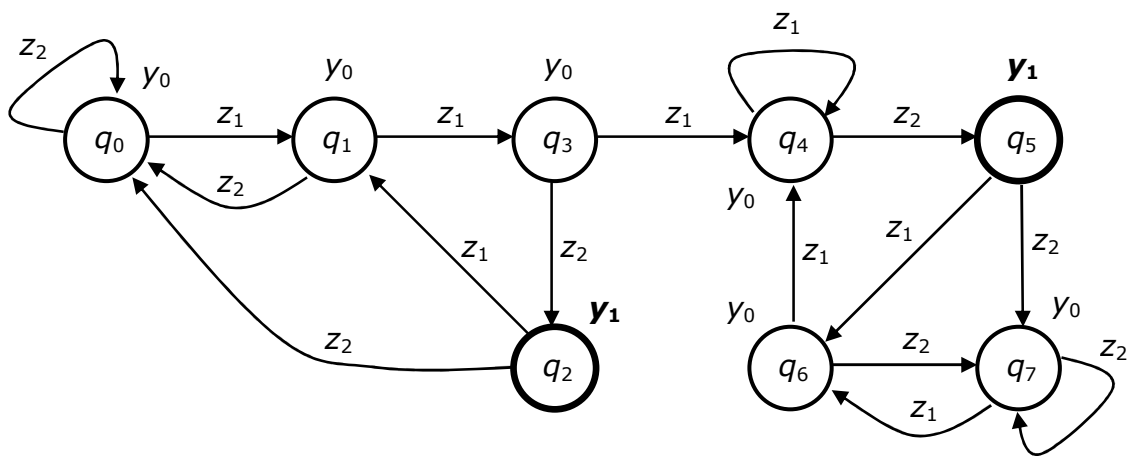 z₁
z₂
y₀ y₀ y₀ **y₁**
z₁ z₁ z₁ z₂
q₀ q₁ q₃ q₄ q₅
z₂
y₀
z₁ z₂ z₁ z₁ z₂
y₀ **y₁** y₀
z₂ z₂ z₂
q₂ q₆ q₇
z₁